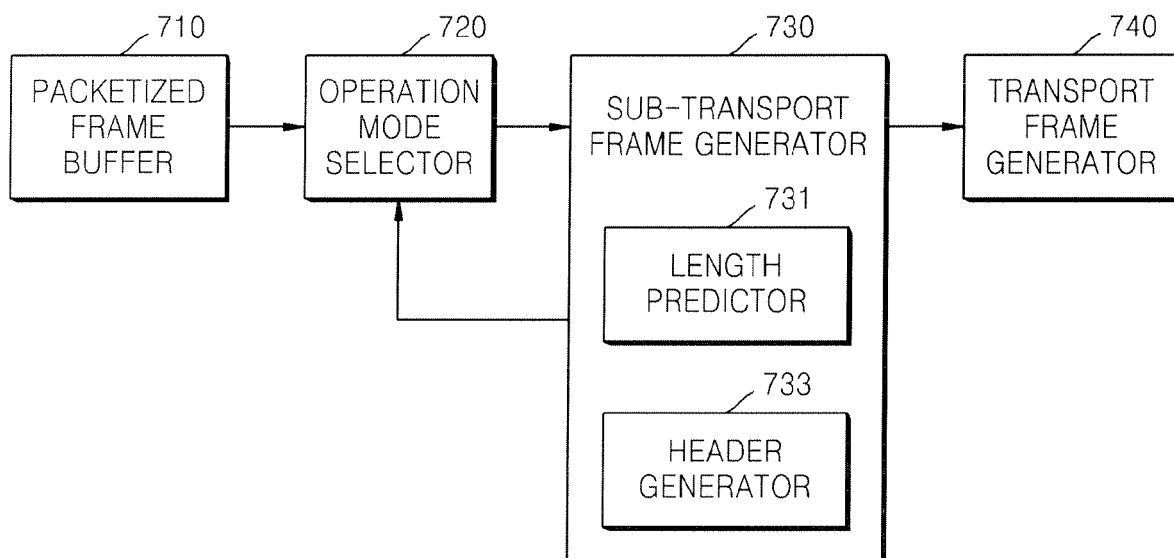 710
PACKETIZED
FRAME
BUFFER
720
OPERATION
MODE
SELECTOR
730
SUB-TRANSPORT
FRAME GENERATOR
731
LENGTH
PREDICTOR
733
HEADER
GENERATOR
740
TRANSPORT
FRAME
GENERATOR